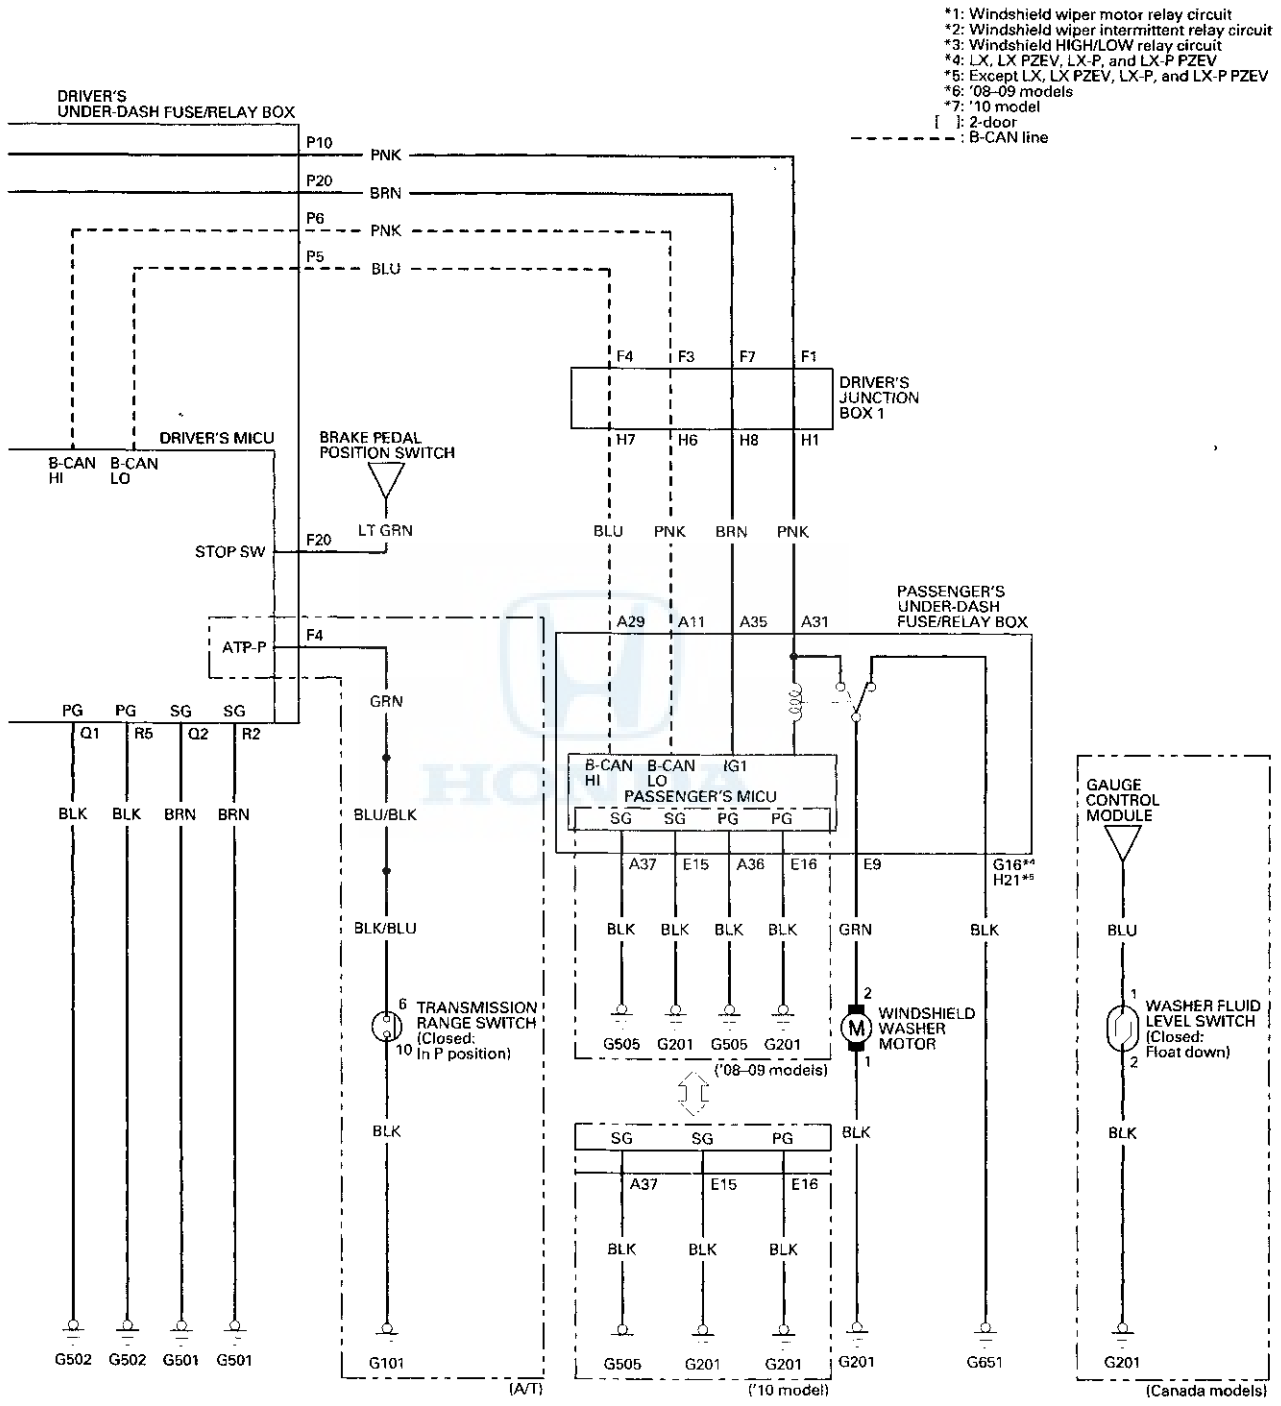 *1: Windshield wiper motor relay circuit
*2: Windshield wiper intermittent relay circuit
*3: Windshield HIGH/LOW relay circuit
*4: LX, LX PZEV, LX-P, and LX-P PZEV
*5: Except LX, LX PZEV, LX-P, and LX-P PZEV
*6: '08–09 models
*7: '10 model
[ ]: 2-door
: B-CAN line
DRIVER'S
UNDER-DASH FUSE/RELAY BOX
P10
PNK
P20
BRN
P6
PNK
P5
BLU
F4
F3
F7
F1
DRIVER'S
JUNCTION
BOX 1
H7
H6
H8
H1
DRIVER'S MICU
B-CAN
HI
B-CAN
LO
BRAKE PEDAL
POSITION SWITCH
LT GRN
STOP SW
F20
BLU
PNK
BRN
PNK
PASSENGER'S
UNDER-DASH
FUSE/RELAY BOX
A29
A11
A35
A31
ATP-P
F4
GRN
PG
PG
SG
SG
Q1
R5
Q2
R2
HONDA
B-CAN
HI
B-CAN
LO
IG1
PASSENGER'S MICU
SG
SG
PG
PG
GAUGE
CONTROL
MODULE
BLK
BLK
BRN
BRN
BLU/BLK
A37
E15
A36
E16
E9
G16*4
H21*5
BLK/BLU
BLK
BLK
BLK
BLK
GRN
BLK
BLU
6
TRANSMISSION
RANGE SWITCH
(Closed:
In P position)
10
G505
G201
G505
G201
('08–09 models)
2
WINDSHIELD
WASHER
MOTOR
M
1
1
WASHER FLUID
LEVEL SWITCH
(Closed:
Float down)
2
BLK
SG
SG
PG
BLK
BLK
A37
E15
E16
BLK
BLK
BLK
G502
G502
G501
G501
G101
G505
G201
G201
G201
G651
G201
(A/T)
('10 model)
(Canada models)